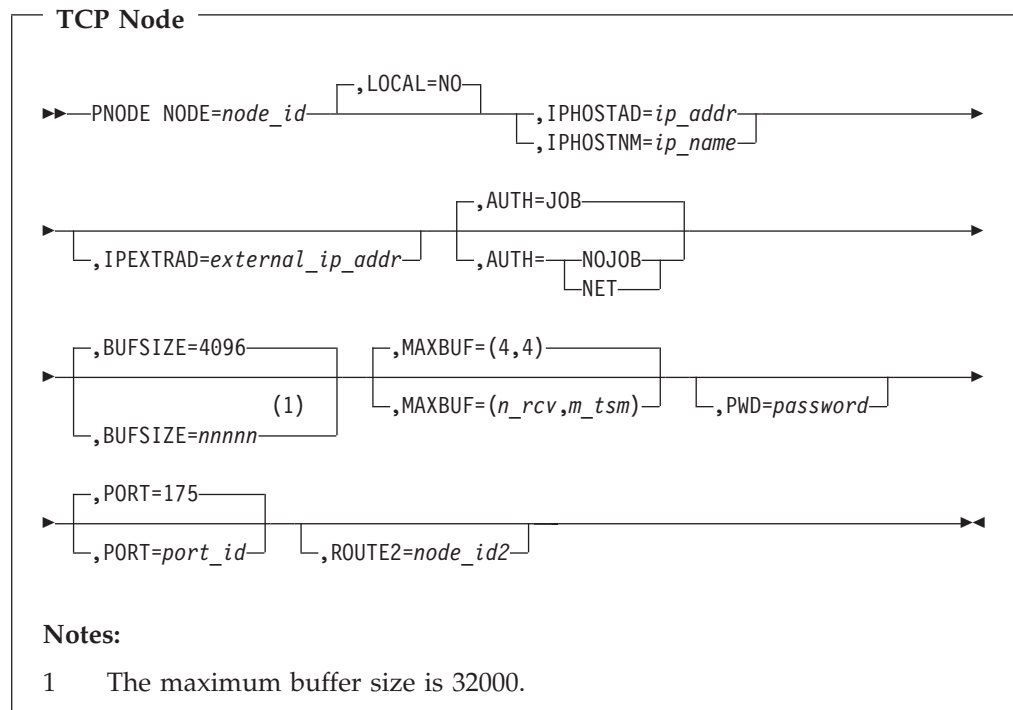 TCP Node
,LOCAL=NO
PNODE NODE=node_id ,IPHOSTAD=ip_addr
,IPHOSTNM=ip_name
,AUTH=JOB
,IPEXTRAD=external_ip_addr ,AUTH= NOJOB
NET
,BUFSIZE=4096 ,MAXBUF=(4,4)
(1)
,BUFSIZE=nnnnn ,MAXBUF=(n_rcv,m_tsm) ,PWD=password
,PORT=175
,PORT=port_id ,ROUTE2=node_id2
Notes:
1 The maximum buffer size is 32000.